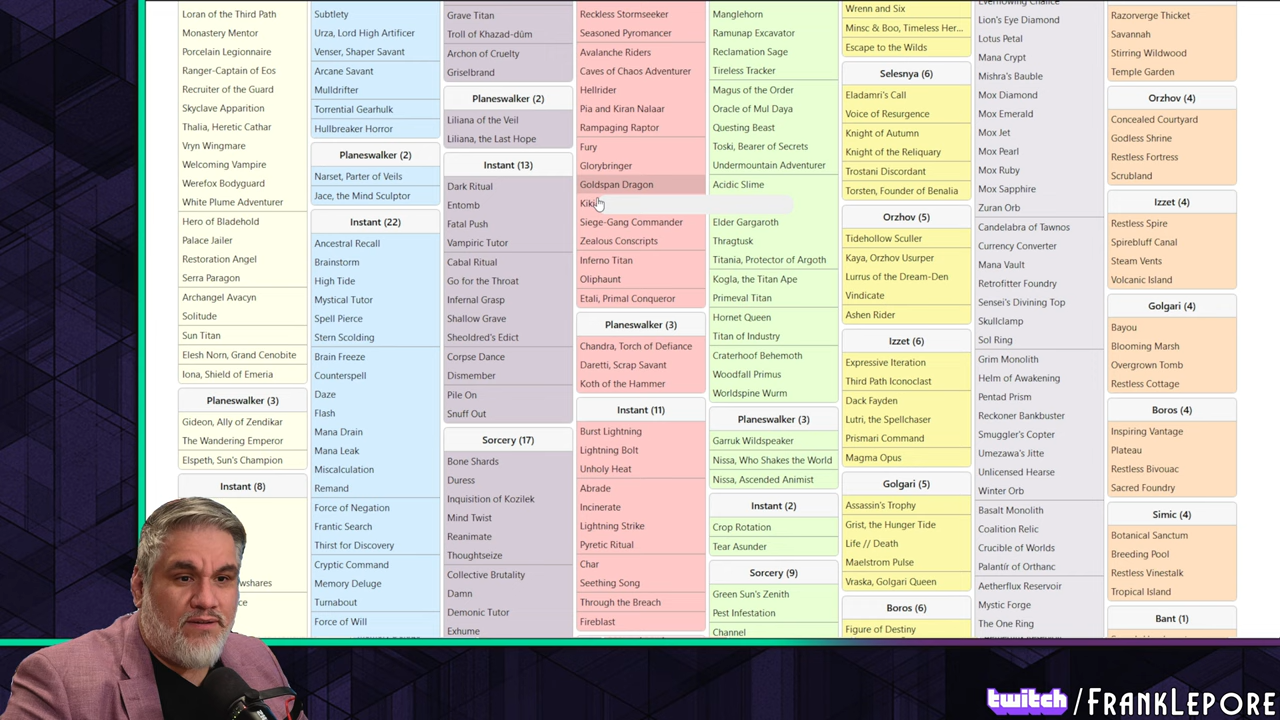 Loran of the Third Path
Monastery Mentor
Porcelain Legionnaire
Ranger-Captain of Eos
Recruiter of the Guard
Skyclave Apparition
Thalia, Heretic Cathar
Vryn Wingmare
Welcoming Vampire
Werefox Bodyguard
White Plume Adventurer
Hero of Bladehold
Palace Jailer
Restoration Angel
Serra Paragon
Archangel Avacyn
Solitude
Sun Titan
Elesh Norn, Grand Cenobite
Iona, Shield of Emeria
Planeswalker (3)
Gideon, Ally of Zendikar
The Wandering Emperor
Elspeth, Sun's Champion
Instant (8)
Subtlety
Urza, Lord High Artificer
Venser, Shaper Savant
Arcane Savant
Mulldrifter
Torrential Gearhulk
Hullbreaker Horror
Planeswalker (2)
Narset, Parter of Veils
Jace, the Mind Sculptor
Instant (22)
Ancestral Recall
Brainstorm
High Tide
Mystical Tutor
Spell Pierce
Stern Scolding
Brain Freeze
Counterspell
Daze
Flash
Mana Drain
Mana Leak
Miscalculation
Remand
Force of Negation
Frantic Search
Thirst for Discovery
Cryptic Command
Memory Deluge
Turnabout
Force of Will
Grave Titan
Troll of Khazad-dûm
Archon of Cruelty
Griselbrand
Planeswalker (2)
Liliana of the Veil
Liliana, the Last Hope
Instant (13)
Dark Ritual
Entomb
Fatal Push
Vampiric Tutor
Cabal Ritual
Go for the Throat
Infernal Grasp
Shallow Grave
Sheoldred's Edict
Corpse Dance
Dismember
Pile On
Snuff Out
Sorcery (17)
Bone Shards
Duress
Inquisition of Kozilek
Mind Twist
Reanimate
Thoughtseize
Collective Brutality
Damn
Demonic Tutor
Exhume
Reckless Stormseeker
Seasoned Pyromancer
Avalanche Riders
Caves of Chaos Adventurer
Hellrider
Pia and Kiran Nalaar
Rampaging Raptor
Fury
Glorybringer
Goldspan Dragon
Siege-Gang Commander
Zealous Conscripts
Inferno Titan
Oliphaunt
Etali, Primal Conqueror
Planeswalker (3)
Chandra, Torch of Defiance
Daretti, Scrap Savant
Koth of the Hammer
Instant (11)
Burst Lightning
Lightning Bolt
Unholy Heat
Abrade
Incinerate
Lightning Strike
Pyretic Ritual
Char
Seething Song
Through the Breach
Fireblast
Manglehorn
Ramunap Excavator
Reclamation Sage
Tireless Tracker
Magus of the Order
Oracle of Mul Daya
Questing Beast
Toski, Bearer of Secrets
Undermountain Adventurer
Acidic Slime
Elder Gargaroth
Thragtusk
Titania, Protector of Argoth
Kogla, the Titan Ape
Primeval Titan
Hornet Queen
Titan of Industry
Craterhoof Behemoth
Woodfall Primus
Worldspine Wurm
Planeswalker (3)
Garruk Wildspeaker
Nissa, Who Shakes the World
Nissa, Ascended Animist
Instant (2)
Crop Rotation
Tear Asunder
Sorcery (9)
Green Sun's Zenith
Pest Infestation
Channel
Wrenn and Six
Minsc & Boo, Timeless Her...
Escape to the Wilds
Selesnya (6)
Eladamri's Call
Voice of Resurgence
Knight of Autumn
Knight of the Reliquary
Trostani Discordant
Torsten, Founder of Benalia
Orzhov (5)
Tidehollow Sculler
Kaya, Orzhov Usurper
Lurrus of the Dream-Den
Vindicate
Ashen Rider
Izzet (6)
Expressive Iteration
Third Path Iconoclast
Dack Fayden
Lutri, the Spellchaser
Prismari Command
Magma Opus
Golgari (5)
Assassin's Trophy
Grist, the Hunger Tide
Life // Death
Maelstrom Pulse
Vraska, Golgari Queen
Boros (6)
Figure of Destiny
Everflowing Chalice
Lion's Eye Diamond
Lotus Petal
Mana Crypt
Mishra's Bauble
Mox Diamond
Mox Emerald
Mox Jet
Mox Pearl
Mox Ruby
Mox Sapphire
Zuran Orb
Candelabra of Tawnos
Currency Converter
Mana Vault
Retrofitter Foundry
Sensei's Divining Top
Skullclamp
Sol Ring
Grim Monolith
Helm of Awakening
Pentad Prism
Reckoner Bankbuster
Smuggler's Copter
Umezawa's Jitte
Unlicensed Hearse
Winter Orb
Basalt Monolith
Coalition Relic
Crucible of Worlds
Palantír of Orthanc
Aetherflux Reservoir
Mystic Forge
The One Ring
Razorverge Thicket
Savannah
Stirring Wildwood
Temple Garden
Orzhov (4)
Concealed Courtyard
Godless Shrine
Restless Fortress
Scrubland
Izzet (4)
Restless Spire
Spirebluff Canal
Steam Vents
Volcanic Island
Golgari (4)
Bayou
Blooming Marsh
Overgrown Tomb
Restless Cottage
Boros (4)
Inspiring Vantage
Plateau
Restless Bivouac
Sacred Foundry
Simic (4)
Botanical Sanctum
Breeding Pool
Restless Vinestalk
Tropical Island
Bant (1)
twitch/FRANKLEPORE